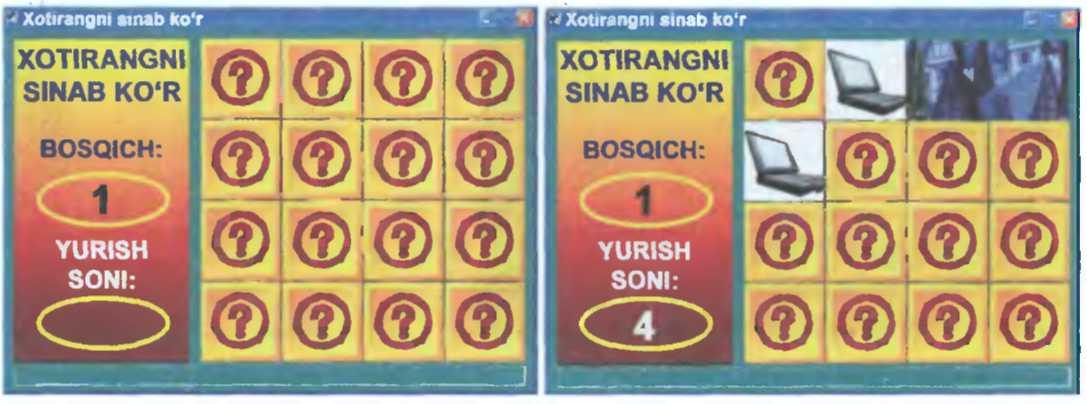 Xotirangni sinab ko‘r
XOTIRANGNI
SINAB KO‘R
BOSQICH:
1
YURISH
SONI:
? ? ? ?
? ? ? ?
? ? ? ?
? ? ? ?
Xotirangni sinab ko‘r
XOTIRANGNI
SINAB KO‘R
BOSQICH:
1
YURISH
SONI:
4
?
? ? ?
? ? ? ?
? ? ? ?